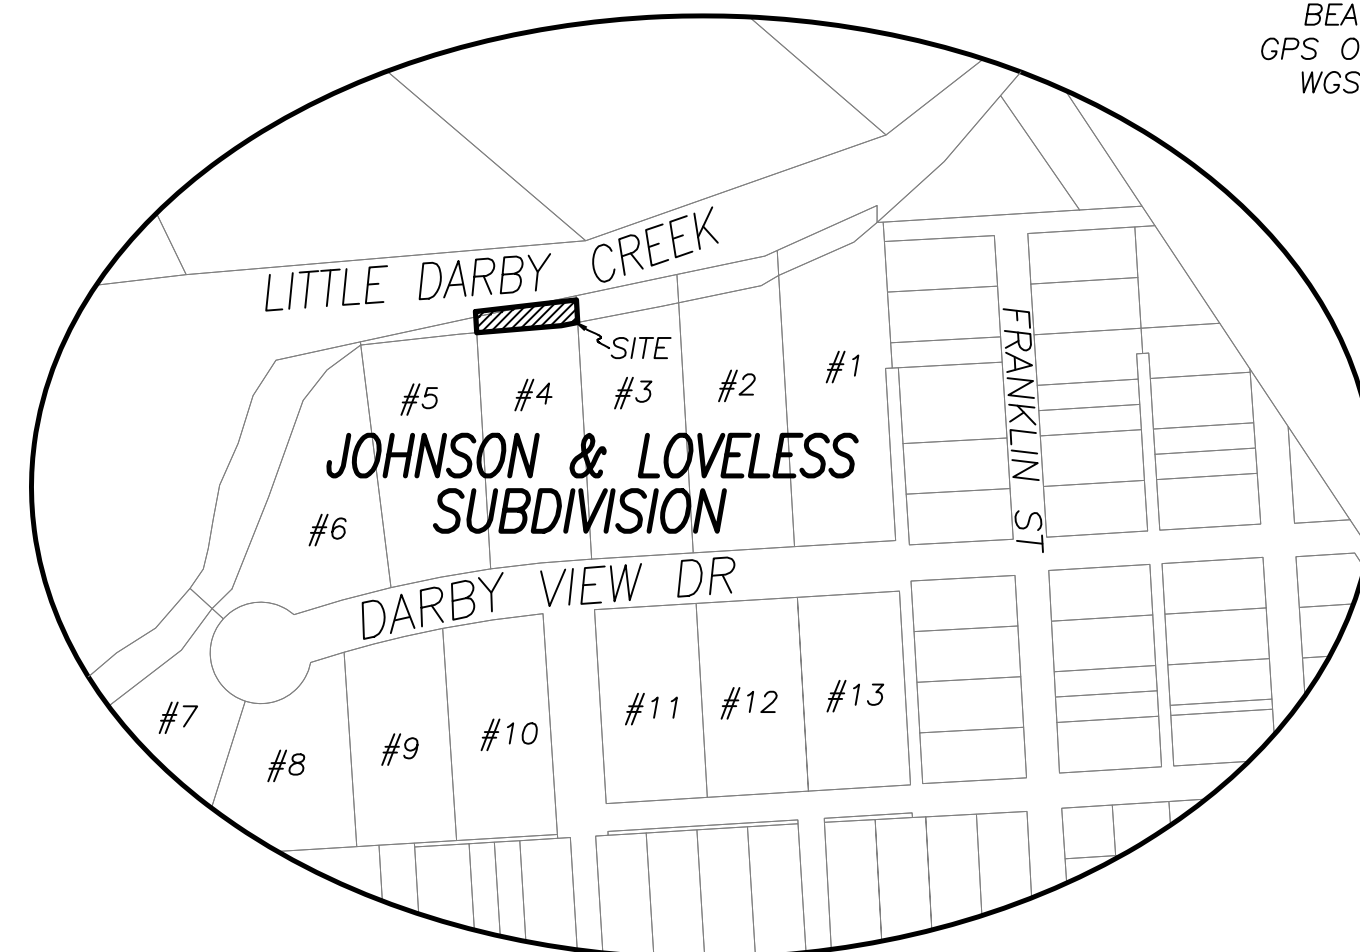 BEA
GPS O
WGS
LITTLE DARBY CREEK
SITE
FRANKLIN ST
#1
#2
#3
#4
#5
JOHNSON & LOVELESS
SUBDIVISION
#6
DARBY VIEW DR
#7
#8
#9
#10
#11
#12
#13